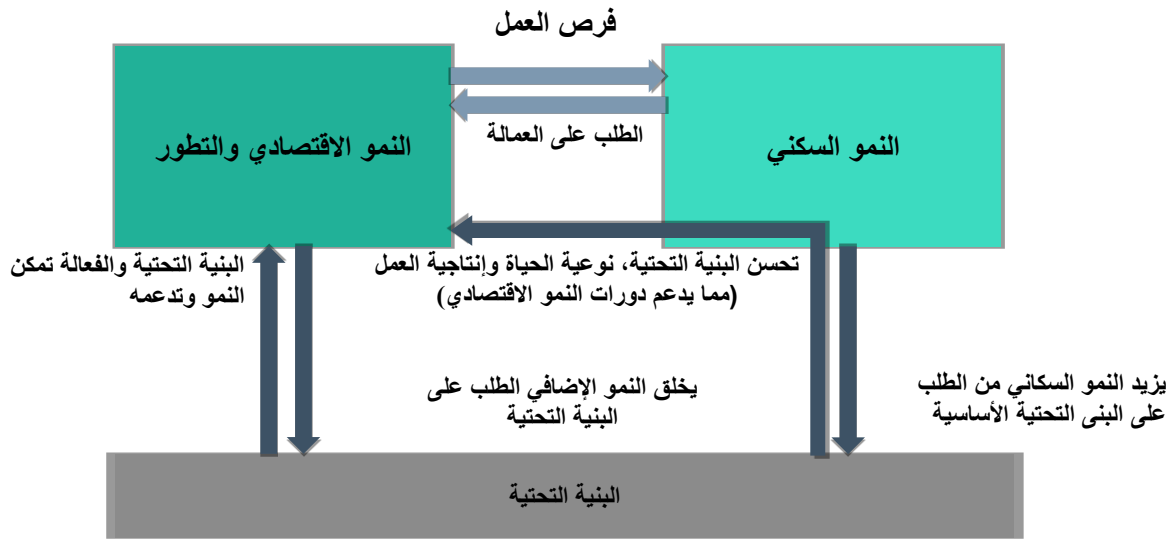 فرص العمل
النمو السكني
النمو الاقتصادي والتطور
الطلب على العمالة
تحسن البنية التحتية، نوعية الحياة وإنتاجية العمل
(مما يدعم دورات النمو الاقتصادي)
البنية التحتية والفعالة تمكن
النمو وتدعمه
يزيد النمو السكاني من الطلب
على البنى التحتية الأساسية
يخلق النمو الإضافي الطلب على
البنية التحتية
البنية التحتية